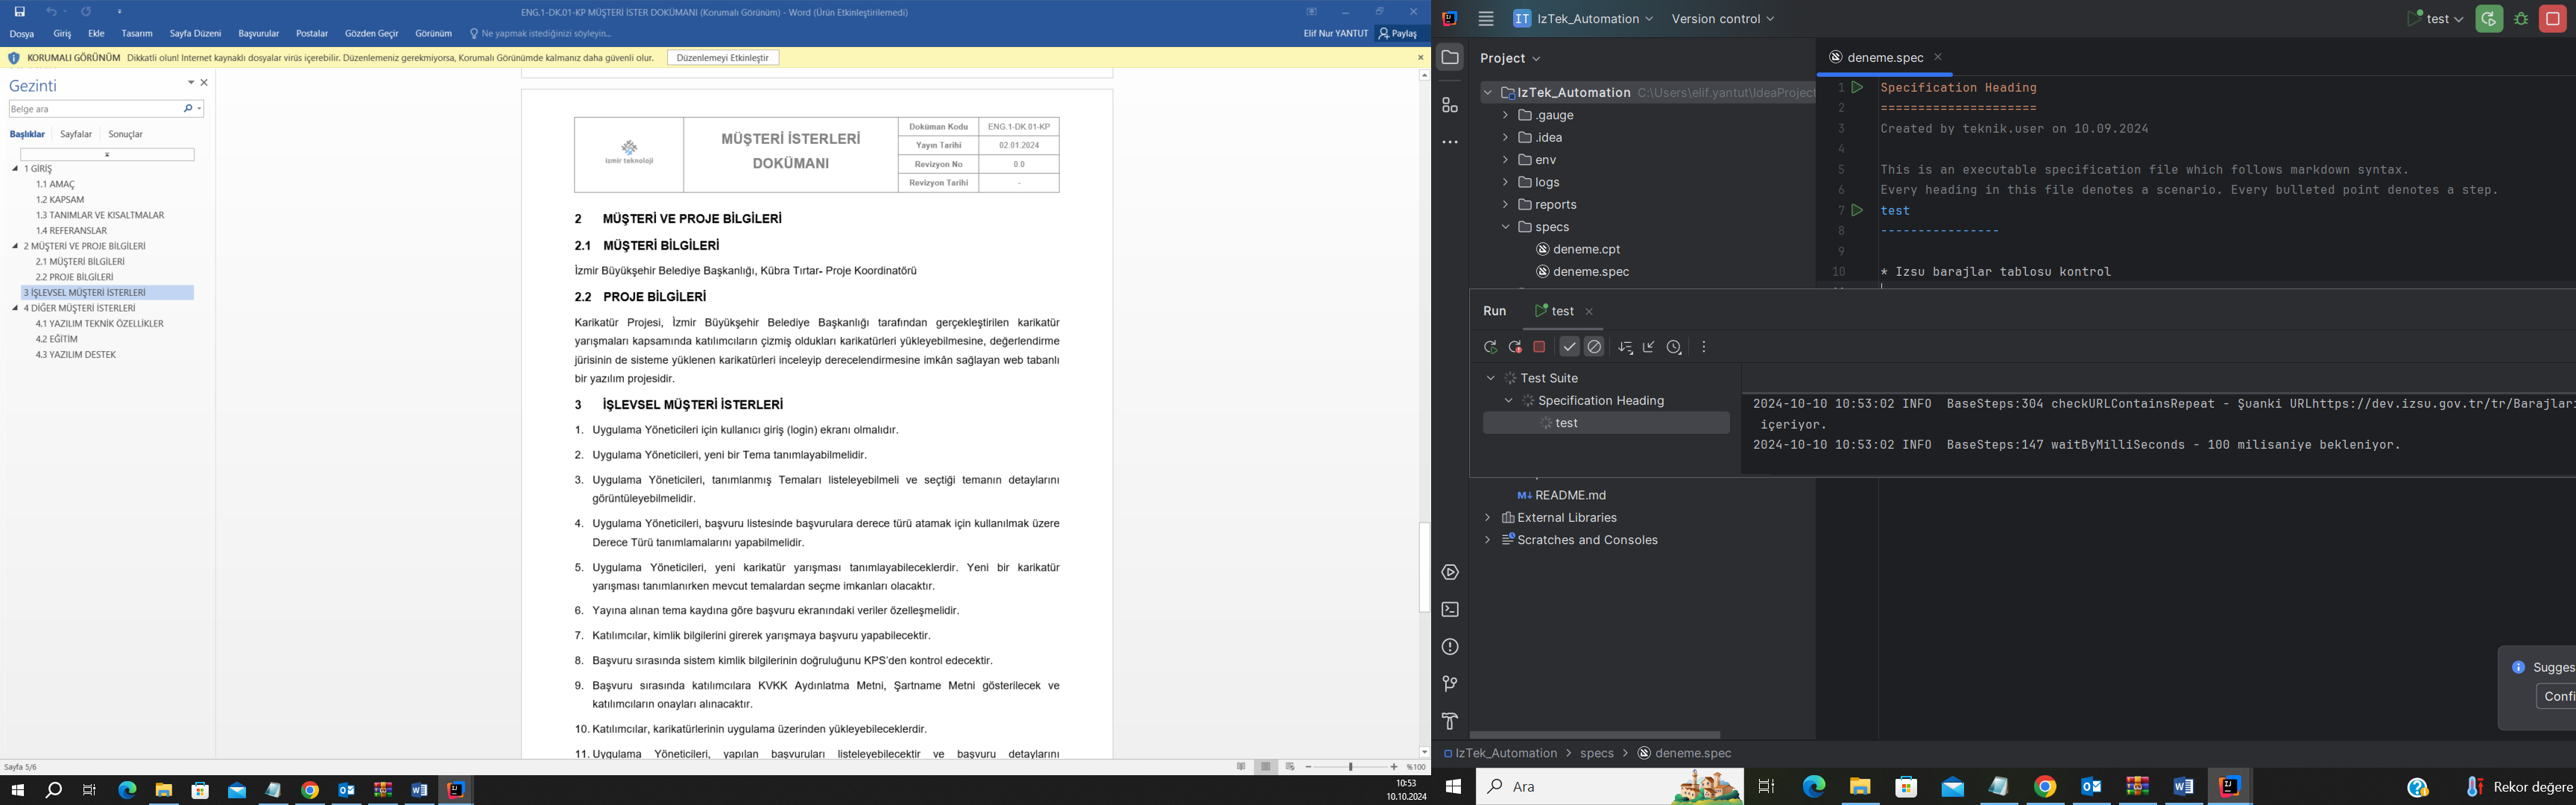 ENG.1-DK.01-KP MÜŞTERİ İSTER DOKÜMANI (Korumalı Görünüm) - Word (Ürün Etkinleştirilemedi)
Dosya Giriş Ekle Tasarım Sayfa Düzeni Başvurular Postalar Gözden Geçir Görünüm Ne yapmak istediğinizi söyleyin... Elif Nur YANTUT Paylaş
KORUMALI GÖRÜNÜM Dikkatli olun! Internet kaynaklı dosyalar virüs içerebilir. Düzenlemeniz gerekmiyorsa, Korumalı Görünümde kalmanız daha güvenli olur. Düzenlemeyi Etkinleştir
Gezinti
Belge ara
Başlıklar Sayfalar Sonuçlar
1 GİRİŞ
1.1 AMAÇ
1.2 KAPSAM
1.3 TANIMLAR VE KISALTMALAR
1.4 REFERANSLAR
2 MÜŞTERİ VE PROJE BİLGİLERİ
2.1 MÜŞTERİ BİLGİLERİ
2.2 PROJE BİLGİLERİ
3 İŞLEVSEL MÜŞTERİ İSTERLERİ
4 DİĞER MÜŞTERİ İSTERLERİ
4.1 YAZILIM TEKNİK ÖZELLİKLER
4.2 EĞİTİM
4.3 YAZILIM DESTEK
izmir teknoloji
MÜŞTERİ İSTERLERİ
DOKÜMANI
Doküman Kodu ENG.1-DK.01-KP
Yayın Tarihi 02.01.2024
Revizyon No 0.0
Revizyon Tarihi -
2 MÜŞTERİ VE PROJE BİLGİLERİ
2.1 MÜŞTERİ BİLGİLERİ
İzmir Büyükşehir Belediye Başkanlığı, Kübra Tırtar- Proje Koordinatörü
2.2 PROJE BİLGİLERİ
Karikatür Projesi, İzmir Büyükşehir Belediye Başkanlığı tarafından gerçekleştirilen karikatür
yarışmaları kapsamında katılımcıların çizmiş oldukları karikatürleri yükleyebilmesine, değerlendirme
jürisinin de sisteme yüklenen karikatürleri inceleyip derecelendirmesine imkân sağlayan web tabanlı
bir yazılım projesidir.
3 İŞLEVSEL MÜŞTERİ İSTERLERİ
1. Uygulama Yöneticileri için kullanıcı giriş (login) ekranı olmalıdır.
2. Uygulama Yöneticileri, yeni bir Tema tanımlayabilmelidir.
3. Uygulama Yöneticileri, tanımlanmış Temaları listeleyebilmeli ve seçtiği temanın detaylarını
görüntüleyebilmelidir.
4. Uygulama Yöneticileri, başvuru listesinde başvurulara derece türü atamak için kullanılmak üzere
Derece Türü tanımlamalarını yapabilmelidir.
5. Uygulama Yöneticileri, yeni karikatür yarışması tanımlayabileceklerdir. Yeni bir karikatür
yarışması tanımlanırken mevcut temalardan seçme imkanları olacaktır.
6. Yayına alınan tema kaydına göre başvuru ekranındaki veriler özelleşmelidir.
7. Katılımcılar, kimlik bilgilerini girerek yarışmaya başvuru yapabilecektir.
8. Başvuru sırasında sistem kimlik bilgilerinin doğruluğunu KPS'den kontrol edecektir.
9. Başvuru sırasında katılımcılara KVKK Aydınlatma Metni, Şartname Metni gösterilecek ve
katılımcıların onayları alınacaktır.
10. Katılımcılar, karikatürlerinin uygulama üzerinden yükleyebileceklerdir.
11. Uygulama Yöneticileri, yapılan başvuruları listeleyebilecektir ve başvuru detaylarını
Sayfa 5/6
%100
10:53
10.10.2024
IT IzTek_Automation Version control test
Project
IzTek_Automation C:\Users\elif.yantut\IdeaProject
.gauge
.idea
env
logs
reports
specs
deneme.cpt
deneme.spec
deneme.spec
1 Specification Heading
2 =====================
3 Created by teknik.user on 10.09.2024
4
5 This is an executable specification file which follows markdown syntax.
6 Every heading in this file denotes a scenario. Every bulleted point denotes a step.
7 test
8 ----------------
9
10 * Izsu barajlar tablosu kontrol
Run test
Test Suite
Specification Heading
test
2024-10-10 10:53:02 INFO BaseSteps:304 checkURLContainsRepeat - Şuanki URLhttps://dev.izsu.gov.tr/tr/Barajlar
içeriyor.
2024-10-10 10:53:02 INFO BaseSteps:147 waitByMilliSeconds - 100 milisaniye bekleniyor.
M↓ README.md
External Libraries
Scratches and Consoles
Sugges
Confi
IzTek_Automation > specs > deneme.spec
Ara
Rekor değere